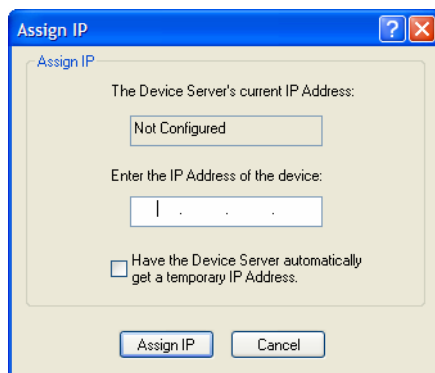 Assign IP
Assign IP
The Device Server's current IP Address:
Not Configured
Enter the IP Address of the device:
. . .
Have the Device Server automatically
get a temporary IP Address.
Assign IP Cancel